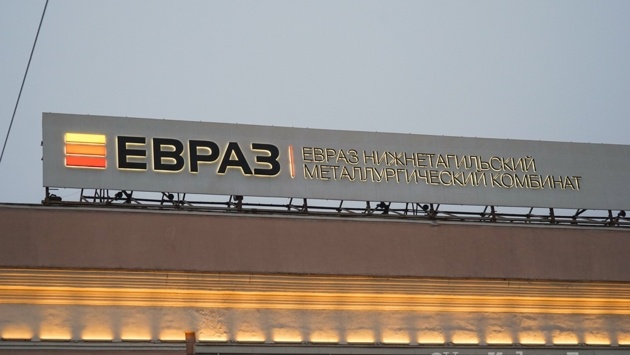 ЕВРАЗ
ЕВРАЗ НИЖНЕТАГИЛЬСКИЙ
МЕТАЛЛУРГИЧЕСКИЙ КОМБИНАТ